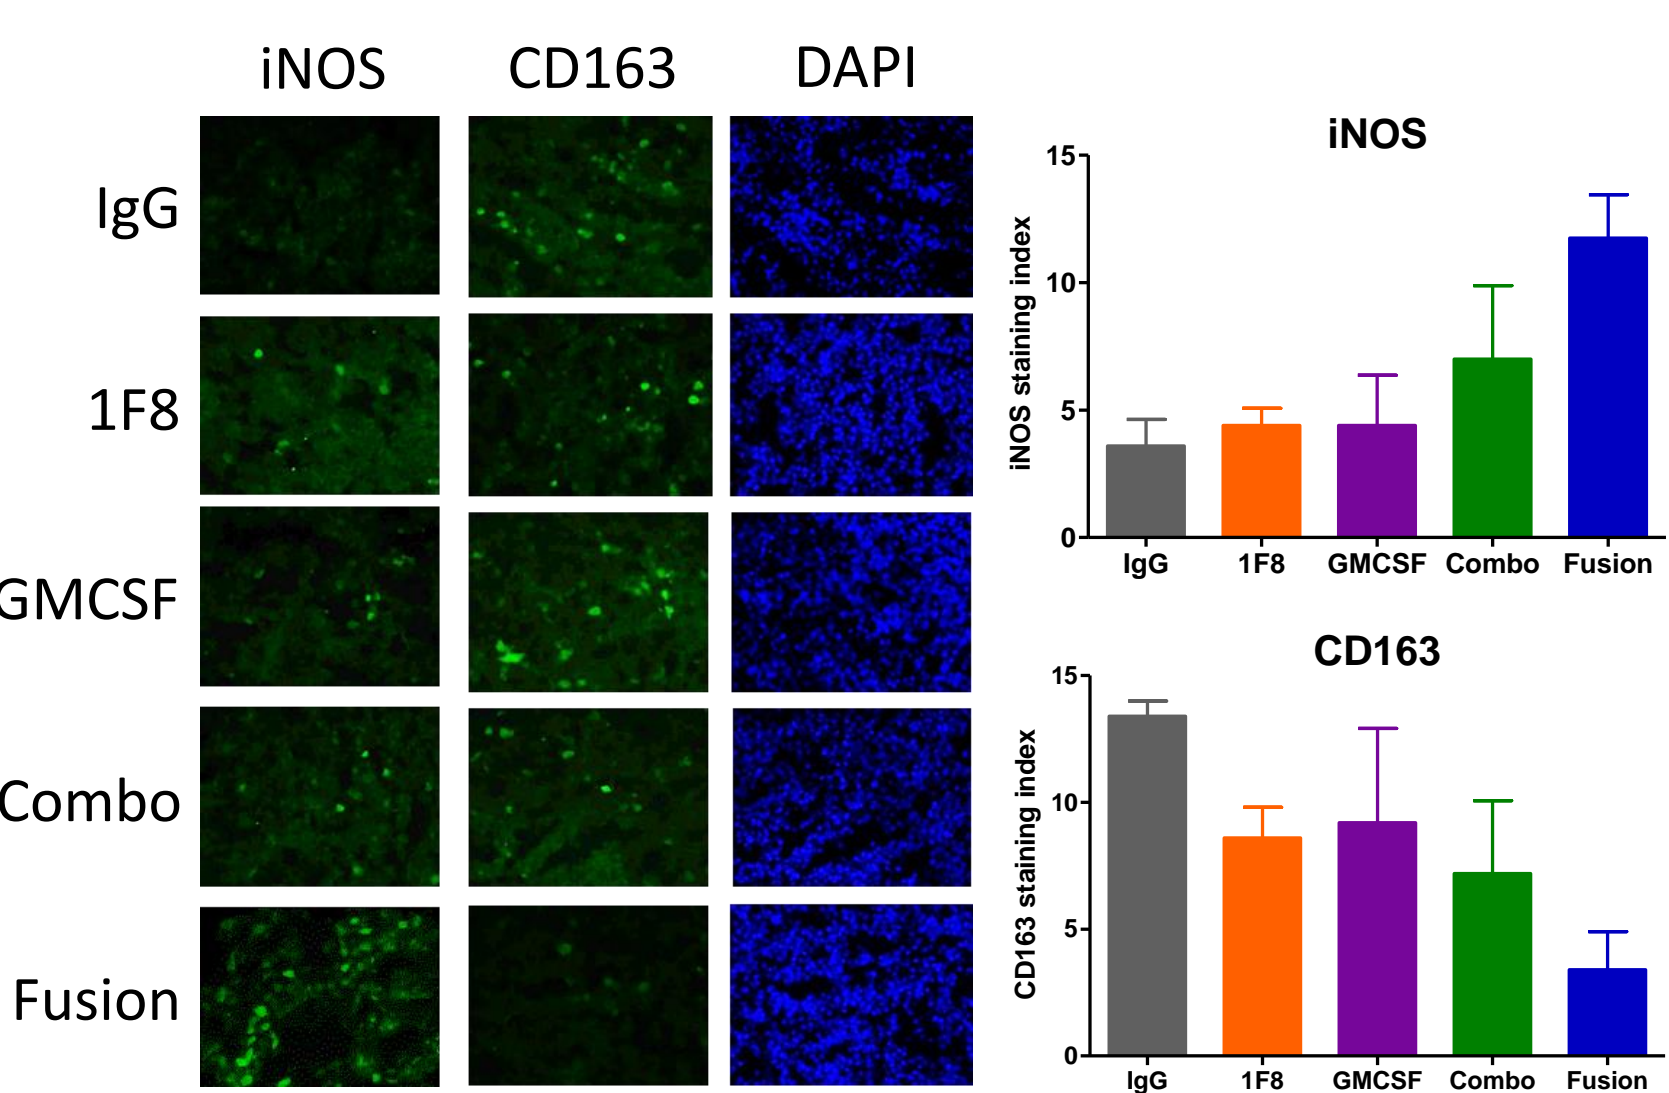 iNOS CD163 DAPI
IgG
1F8
GMCSF
Combo
Fusion
iNOS
iNOS staining index
15
10
5
0
IgG 1F8 GMCSF Combo Fusion
CD163
CD163 staining index
15
10
5
0
IgG 1F8 GMCSF Combo Fusion